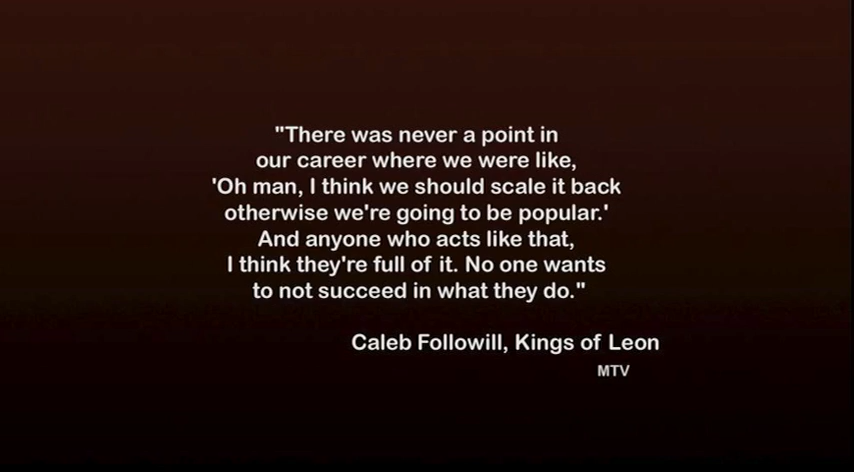 "There was never a point in
our career where we were like,
'Oh man, I think we should scale it back
otherwise we're going to be popular.'
And anyone who acts like that,
I think they're full of it. No one wants
to not succeed in what they do."
Caleb Followill, Kings of Leon
MTV